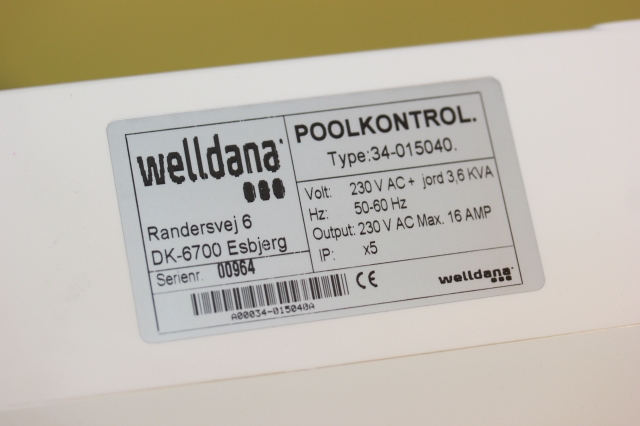 welldana
Randersvej 6
DK-6700 Esbjerg
Serienr. 00964
POOLKONTROL.
Type:34-015040.
Volt: 230 V AC + jord 3,6 KVA
Hz: 50-60 Hz
Output: 230 V AC Max. 16 AMP
IP: x5
A00034-015040A
CE
welldana